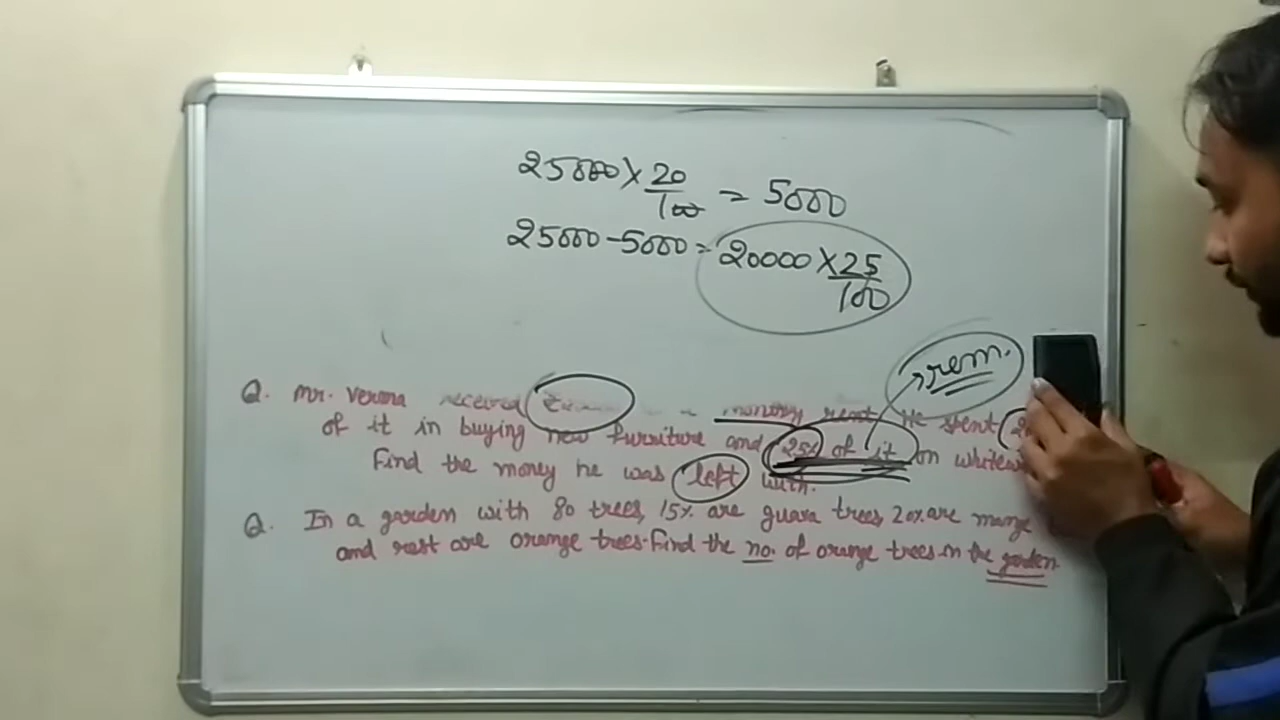 25000 × 20/100 = 5000
25000 - 5000 = 20000 × 25/100
rem.
Q. Mr. Verma received monthly rent. He spent
of it in buying new furniture and 25% of it on
Find the money he was left with.
Q. In a garden with 80 trees, 15% are guava trees, 20% are mango
and rest are orange trees. Find the no. of orange trees in the garden.